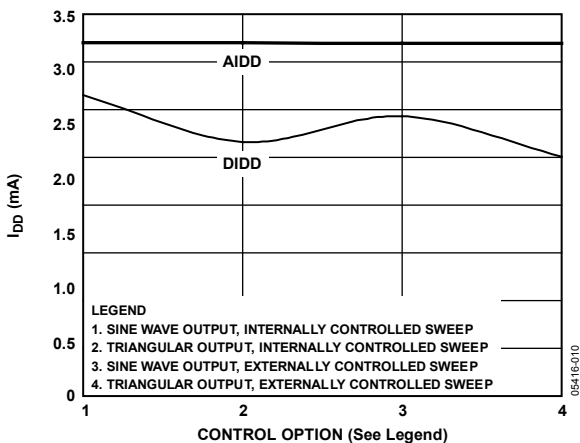 3.5
3.0
2.5
2.0
1.5
1.0
0.5
0
I_DD (mA)
AIDD
DIDD
LEGEND
1. SINE WAVE OUTPUT, INTERNALLY CONTROLLED SWEEP
2. TRIANGULAR OUTPUT, INTERNALLY CONTROLLED SWEEP
3. SINE WAVE OUTPUT, EXTERNALLY CONTROLLED SWEEP
4. TRIANGULAR OUTPUT, EXTERNALLY CONTROLLED SWEEP
1 2 3 4
CONTROL OPTION (See Legend)
05416-010